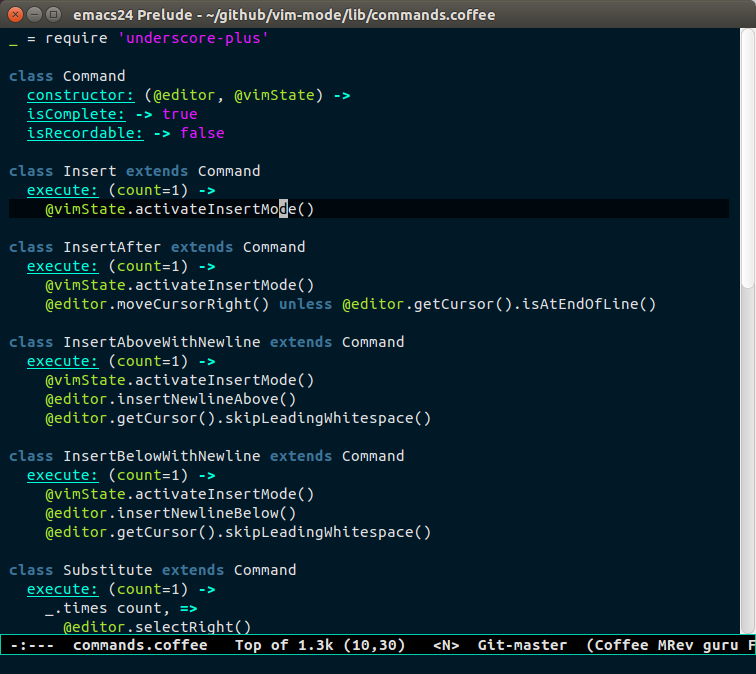 emacs24 Prelude - ~/github/vim-mode/lib/commands.coffee
_ = require 'underscore-plus'
class Command
  constructor: (@editor, @vimState) ->
  isComplete: -> true
  isRecordable: -> false
class Insert extends Command
  execute: (count=1) ->
    @vimState.activateInsertMode()
class InsertAfter extends Command
  execute: (count=1) ->
    @vimState.activateInsertMode()
    @editor.moveCursorRight() unless @editor.getCursor().isAtEndOfLine()
class InsertAboveWithNewline extends Command
  execute: (count=1) ->
    @vimState.activateInsertMode()
    @editor.insertNewlineAbove()
    @editor.getCursor().skipLeadingWhitespace()
class InsertBelowWithNewline extends Command
  execute: (count=1) ->
    @vimState.activateInsertMode()
    @editor.insertNewlineBelow()
    @editor.getCursor().skipLeadingWhitespace()
class Substitute extends Command
  execute: (count=1) ->
    _.times count, =>
      @editor.selectRight()
-:---  commands.coffee   Top of 1.3k (10,30)   <N>  Git-master  (Coffee MRev guru F